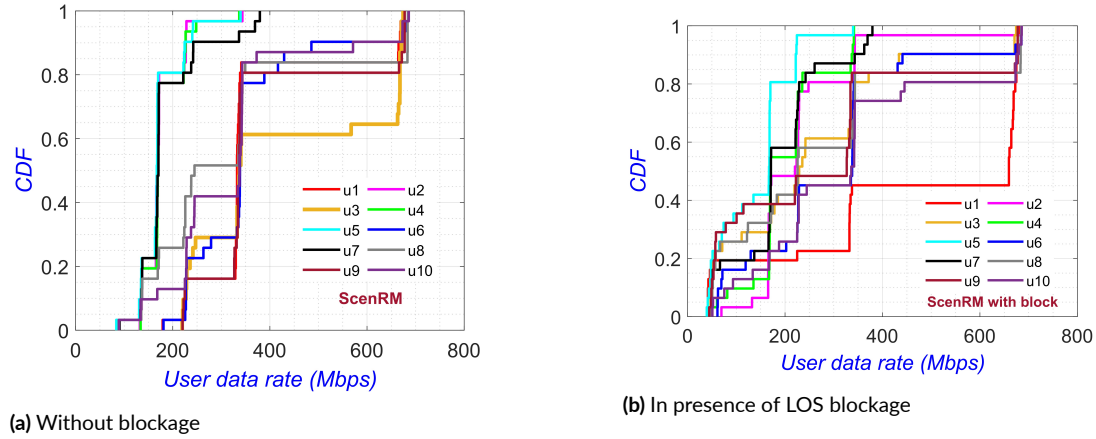 1
0.8
0.6
0.4
0.2
0
CDF
u1 u2
u3 u4
u5 u6
u7 u8
u9 u10
ScenRM
0 200 400 600 800
User data rate (Mbps)
(a) Without blockage
1
0.8
0.6
0.4
0.2
0
CDF
u1 u2
u3 u4
u5 u6
u7 u8
u9 u10
ScenRM with block
0 200 400 600 800
User data rate (Mbps)
(b) In presence of LOS blockage